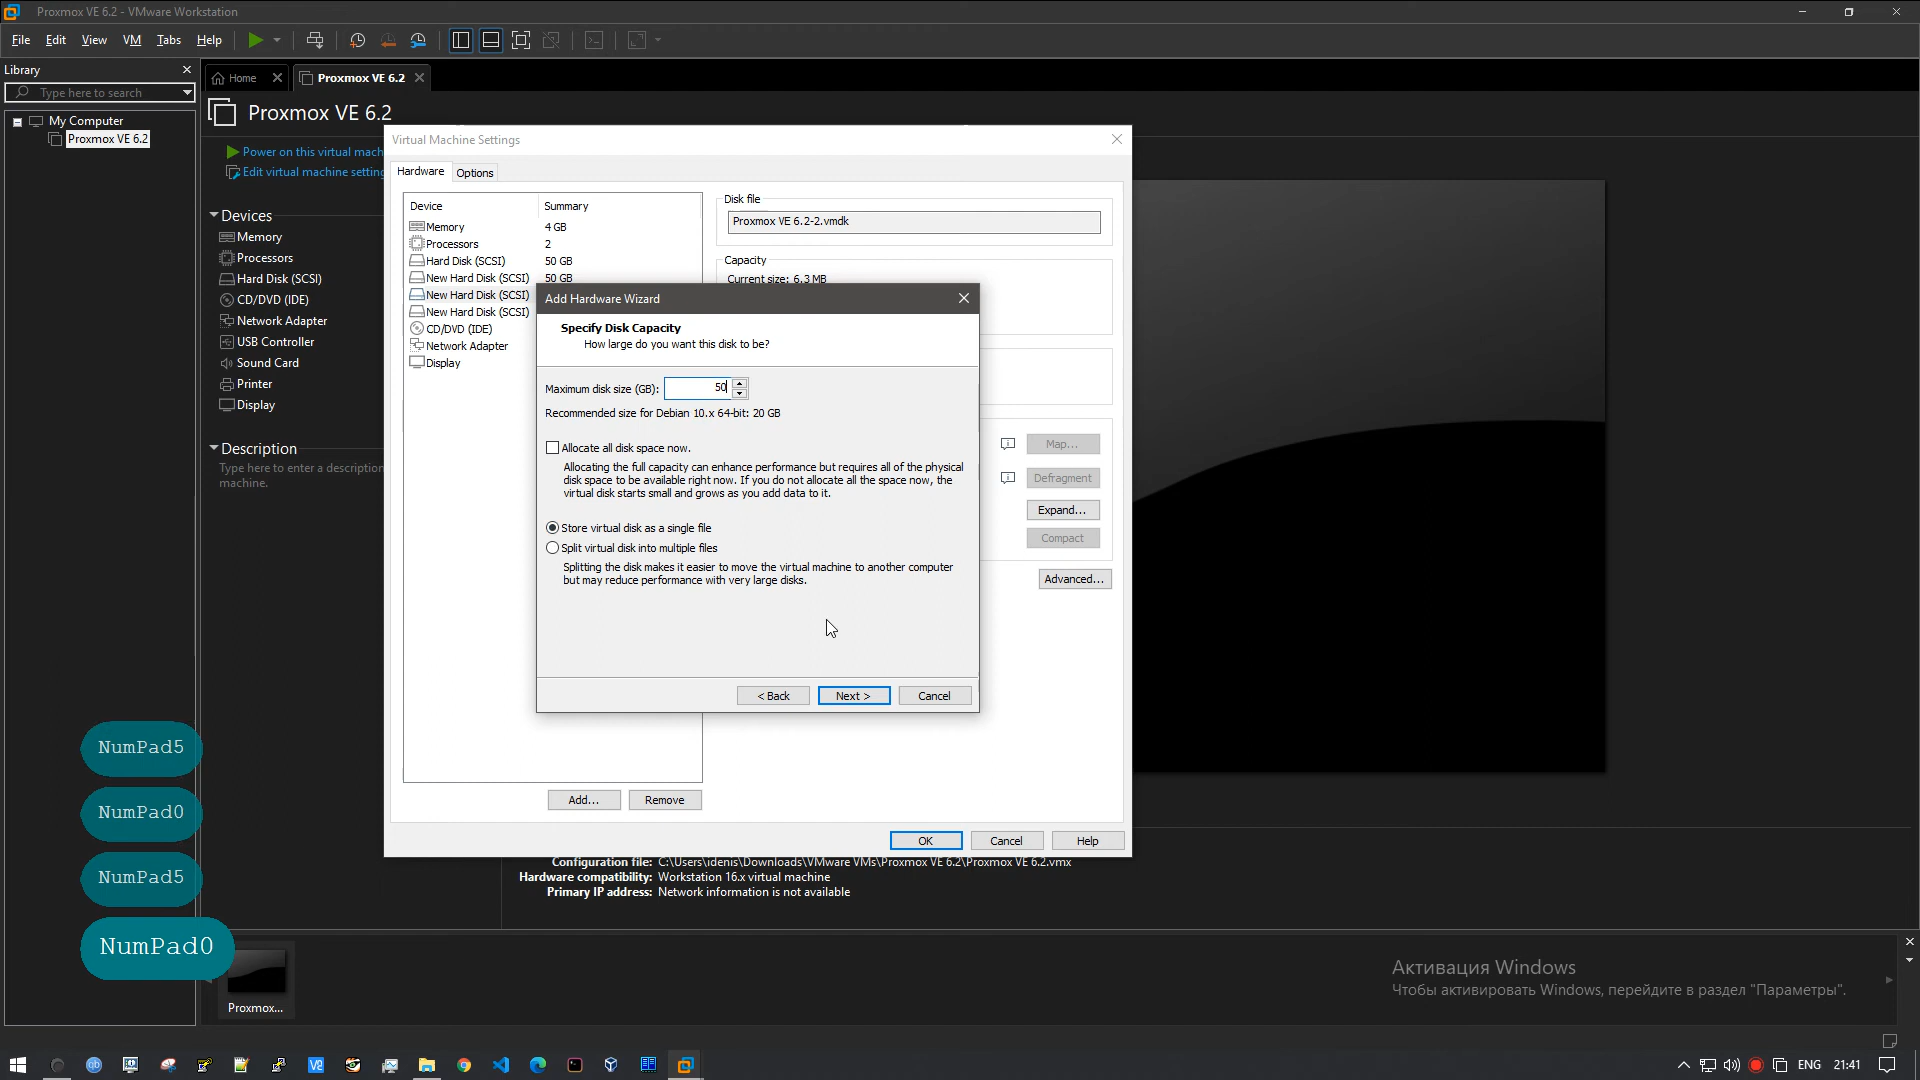 Proxmox VE 6.2 - VMware Workstation
File Edit View VM Tabs Help
Library
Type here to search
My Computer
Proxmox VE 6.2
Home
Proxmox VE 6.2
Proxmox VE 6.2
Power on this virtual mach
Edit virtual machine setting
Devices
Memory
Processors
Hard Disk (SCSI)
CD/DVD (IDE)
Network Adapter
USB Controller
Sound Card
Printer
Display
Description
Type here to enter a description
machine.
Virtual Machine Settings
Hardware Options
Device Summary
Memory 4 GB
Processors 2
Hard Disk (SCSI) 50 GB
New Hard Disk (SCSI) 50 GB
New Hard Disk (SCSI)
New Hard Disk (SCSI)
CD/DVD (IDE)
Network Adapter
Display
Add... Remove
Disk file
Proxmox VE 6.2-2.vmdk
Capacity
Current size: 6.3 MB
Map...
Defragment
Expand...
Compact
Advanced...
OK Cancel Help
Add Hardware Wizard
Specify Disk Capacity
How large do you want this disk to be?
Maximum disk size (GB): 50
Recommended size for Debian 10.x 64-bit: 20 GB
Allocate all disk space now.
Allocating the full capacity can enhance performance but requires all of the physical
disk space to be available right now. If you do not allocate all the space now, the
virtual disk starts small and grows as you add data to it.
Store virtual disk as a single file
Split virtual disk into multiple files
Splitting the disk makes it easier to move the virtual machine to another computer
but may reduce performance with very large disks.
< Back Next > Cancel
Configuration file: C:\Users\idenis\Downloads\VMware VMs\Proxmox VE 6.2\Proxmox VE 6.2.vmx
Hardware compatibility: Workstation 16.x virtual machine
Primary IP address: Network information is not available
NumPad5
NumPad0
NumPad5
NumPad0
Proxmox...
Активация Windows
Чтобы активировать Windows, перейдите в раздел "Параметры".
ENG 21:41